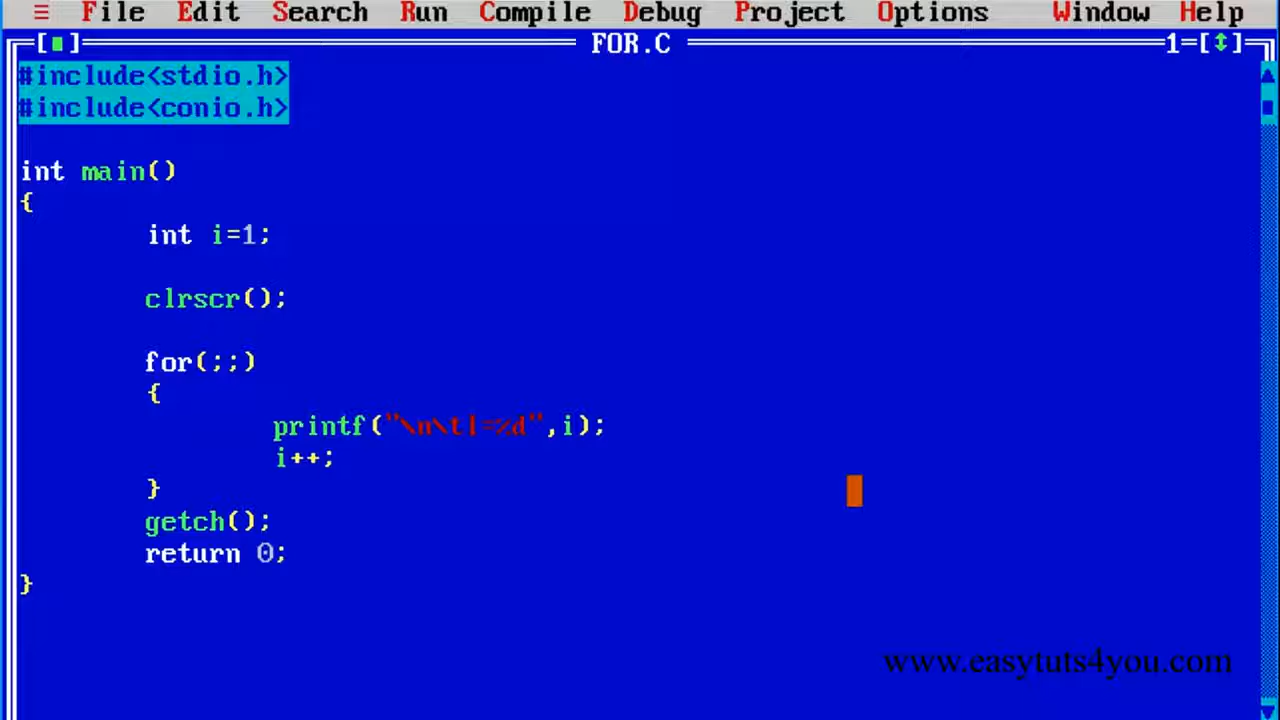 ≡ File Edit Search Run Compile Debug Project Options Window Help
[■] FOR.C 1=[↕]
#include<stdio.h>
#include<conio.h>
int main()
{
int i=1;
clrscr();
for(;;)
{
printf("\n\tI=%d",i);
i++;
}
getch();
return 0;
}
www.easytuts4you.com